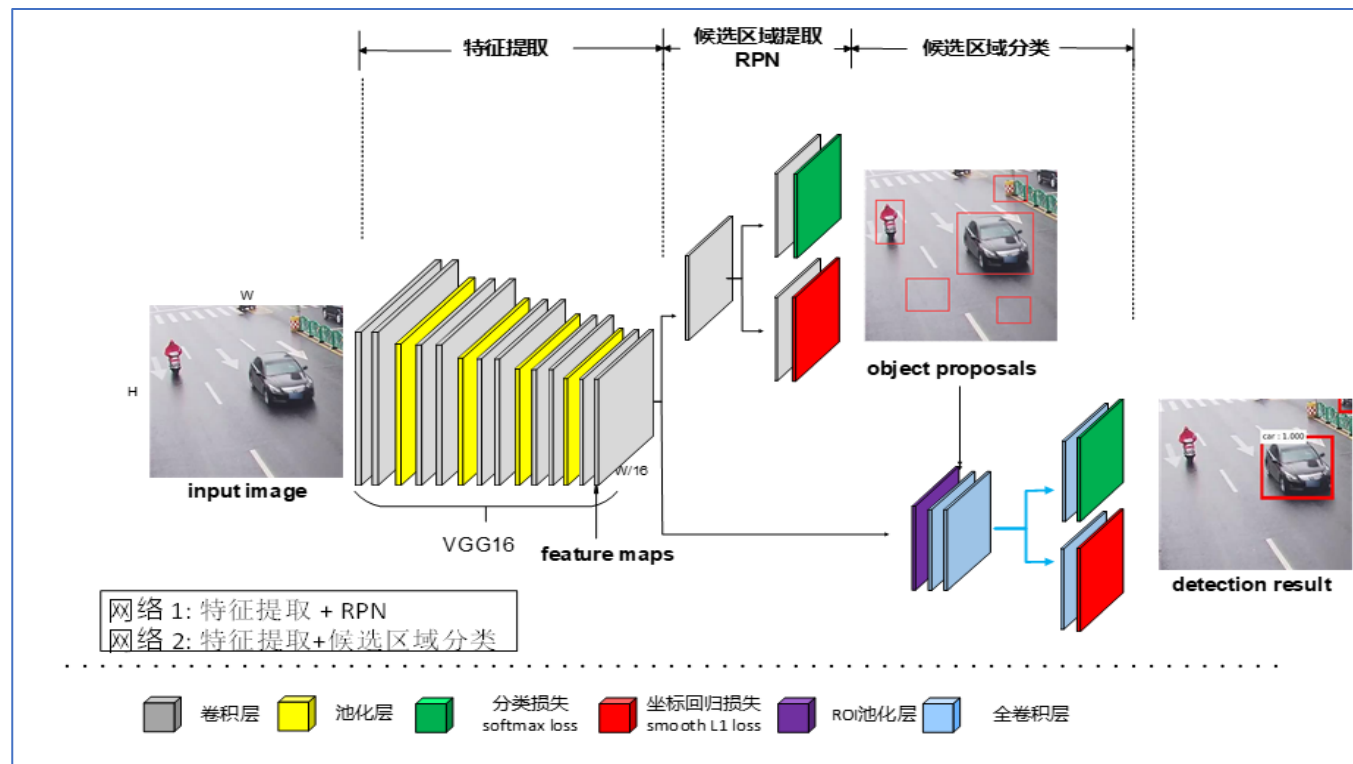 特征提取
候选区域提取
RPN
候选区域分类
W
H
input image
W/16
VGG16
feature maps
object proposals
car : 1.000
detection result
网络 1: 特征提取 + RPN
网络 2: 特征提取+候选区域分类
卷积层
池化层
分类损失
softmax loss
坐标回归损失
smooth L1 loss
ROI池化层
全卷积层